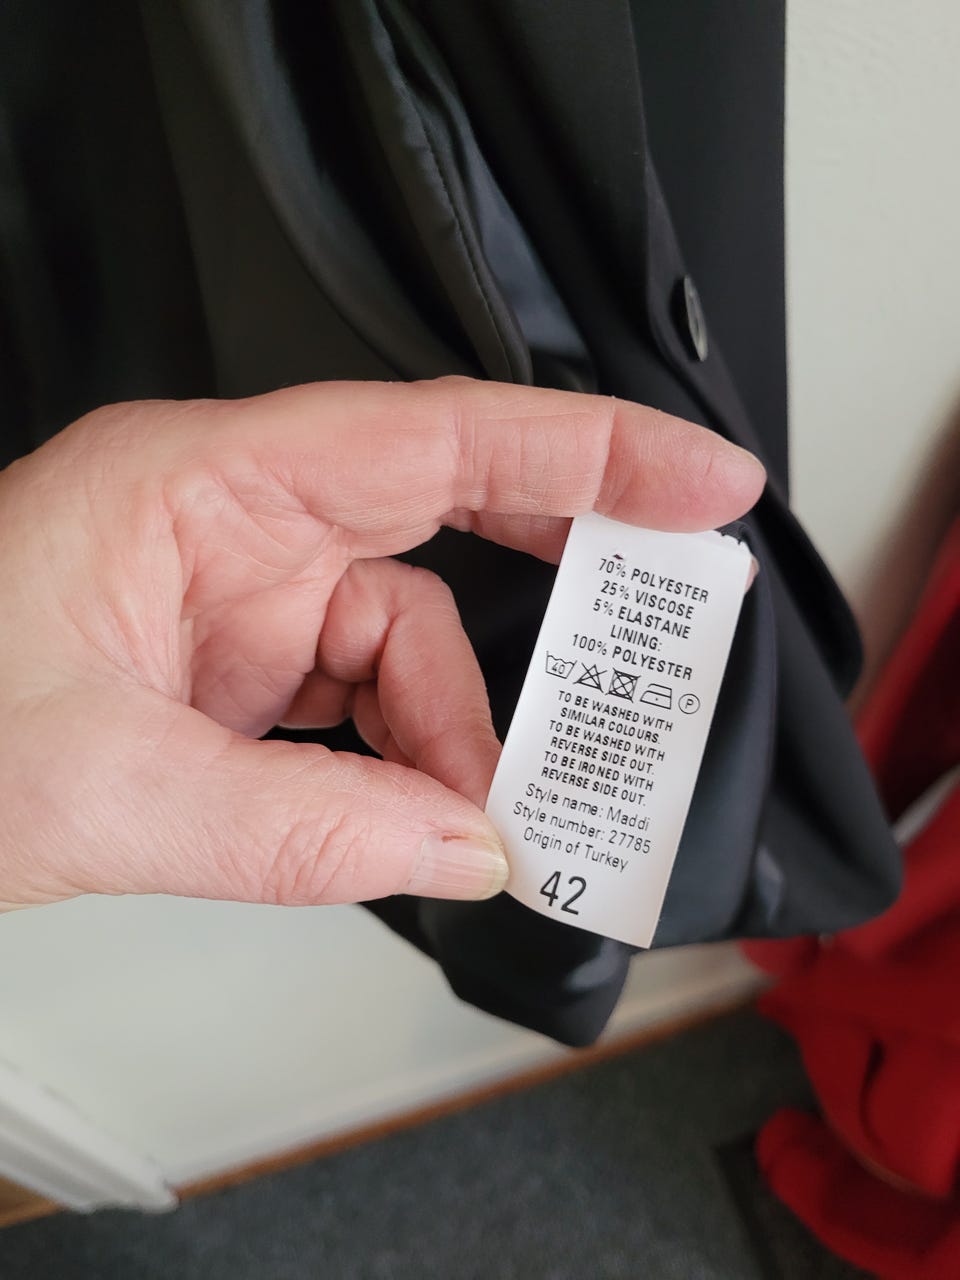 70% POLYESTER
25% VISCOSE
5% ELASTANE
LINING:
100% POLYESTER
40 P
TO BE WASHED WITH
SIMILAR COLOURS.
TO BE WASHED WITH
REVERSE SIDE OUT.
TO BE IRONED WITH
REVERSE SIDE OUT.
Style name: Maddi
Style number: 27785
Origin of Turkey
42